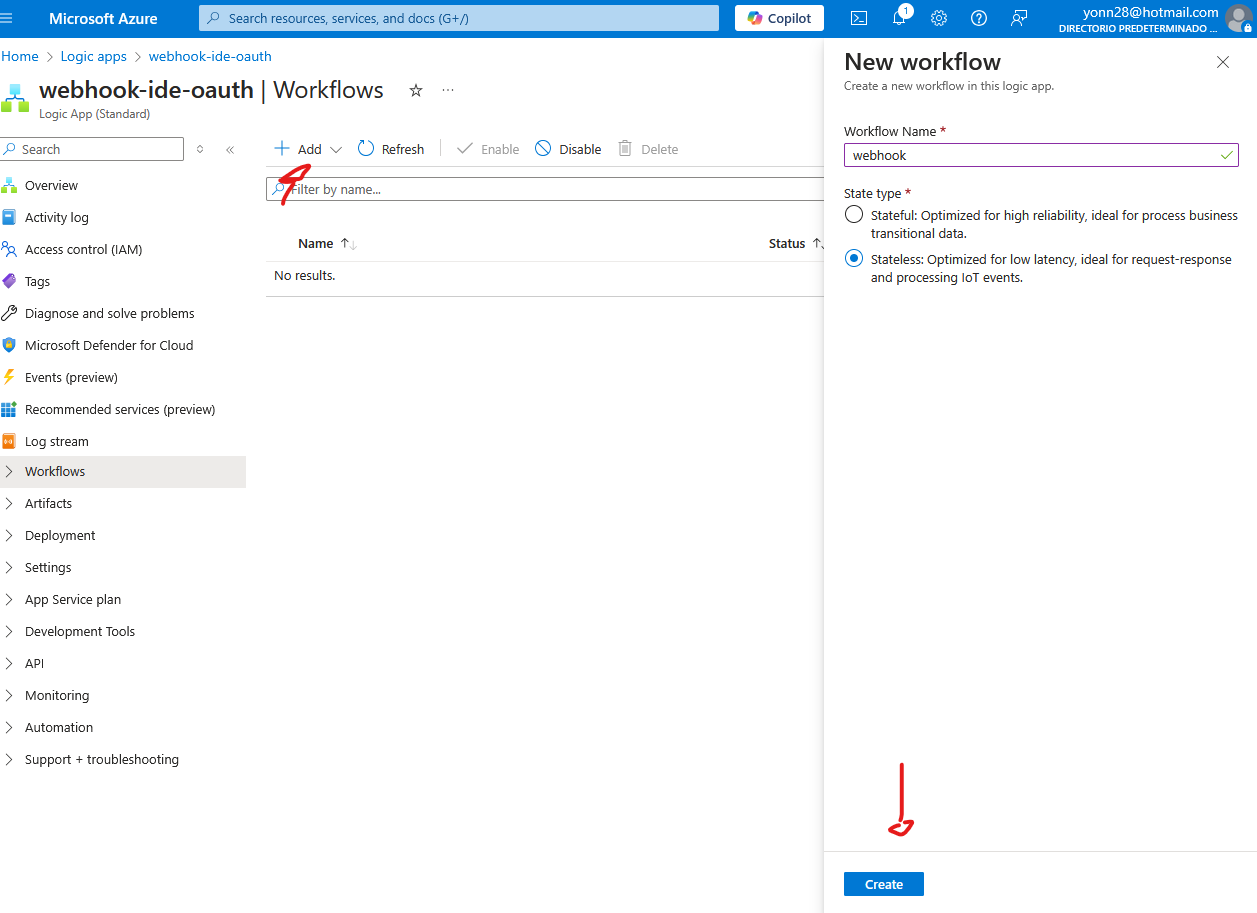 Microsoft Azure
Search resources, services, and docs (G+/)
Copilot
1
yonn28@hotmail.com
DIRECTORIO PREDETERMINADO ...
Home > Logic apps > webhook-ide-oauth
webhook-ide-oauth | Workflows
Logic App (Standard)
Search
Add
Refresh
Enable
Disable
Delete
Filter by name...
Name
Status
No results.
Overview
Activity log
Access control (IAM)
Tags
Diagnose and solve problems
Microsoft Defender for Cloud
Events (preview)
Recommended services (preview)
Log stream
Workflows
Artifacts
Deployment
Settings
App Service plan
Development Tools
API
Monitoring
Automation
Support + troubleshooting
New workflow
Create a new workflow in this logic app.
Workflow Name *
webhook
State type *
Stateful: Optimized for high reliability, ideal for process business
transitional data.
Stateless: Optimized for low latency, ideal for request-response
and processing IoT events.
Create